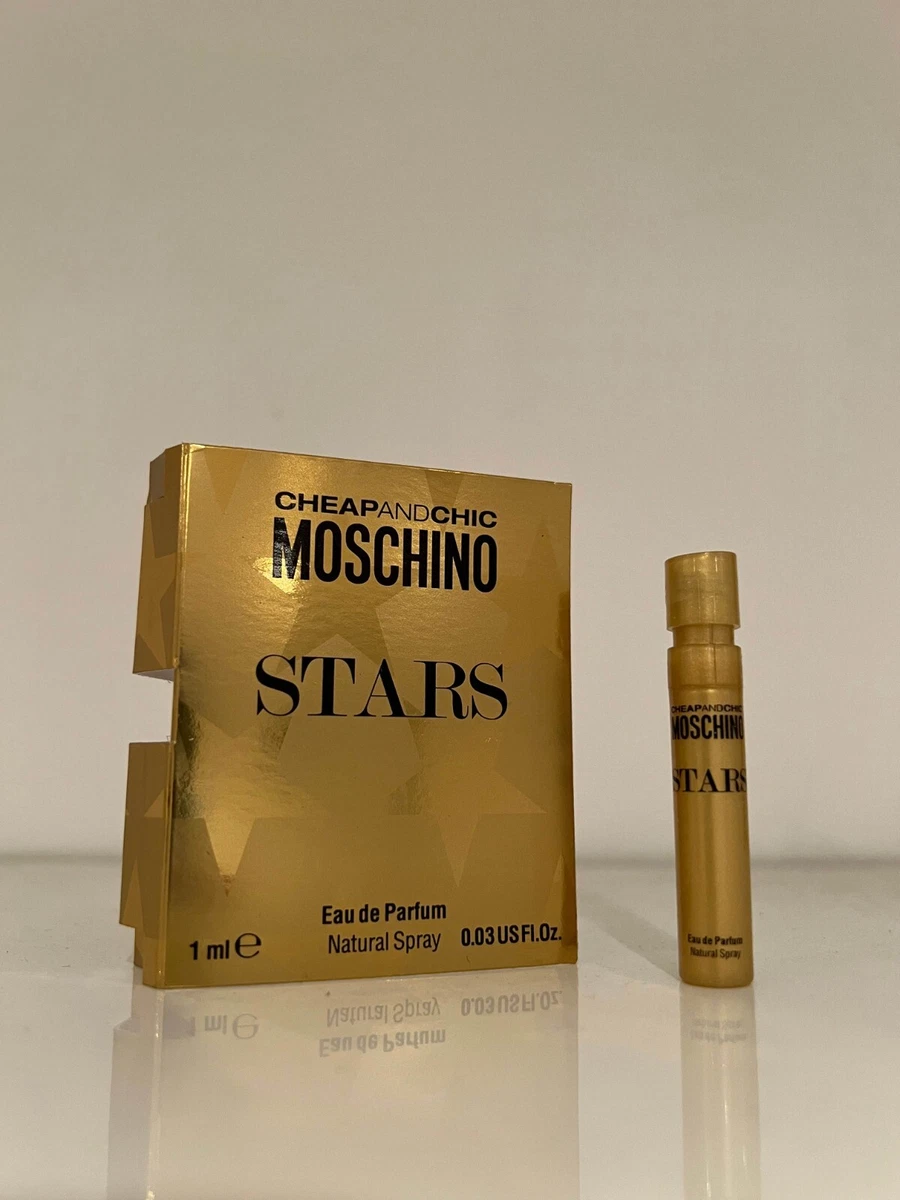 CHEAPANDCHIC
MOSCHINO
STARS
Eau de Parfum
1 ml ℮ Natural Spray 0.03 US Fl.Oz.
CHEAPANDCHIC
MOSCHINO
STARS
Eau de Parfum
Natural Spray